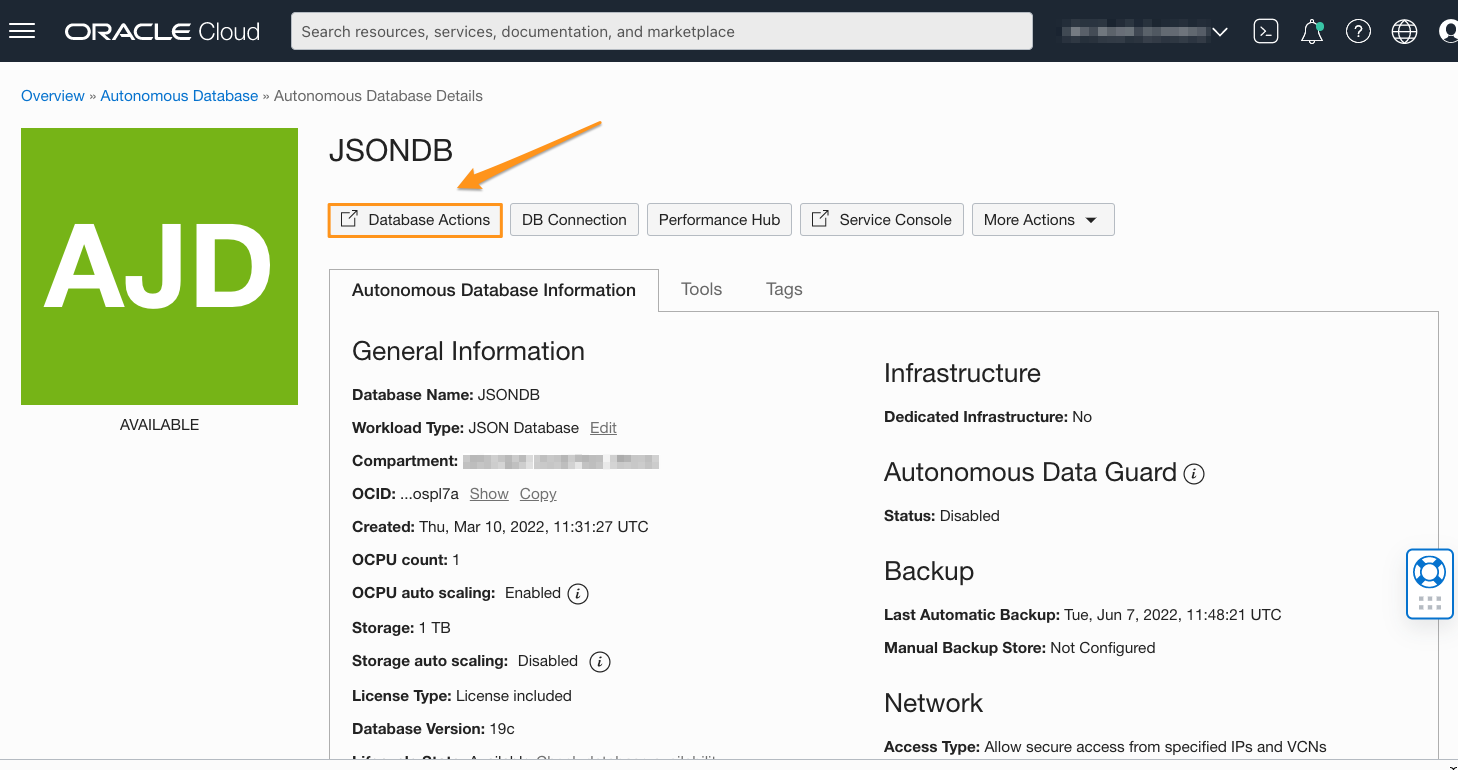 ORACLE Cloud
Search resources, services, documentation, and marketplace
Overview » Autonomous Database » Autonomous Database Details
AJD
AVAILABLE
JSONDB
Database Actions
DB Connection
Performance Hub
Service Console
More Actions
Autonomous Database Information
Tools
Tags
General Information
Database Name: JSONDB
Workload Type: JSON Database Edit
Compartment:
OCID: ...ospl7a Show Copy
Created: Thu, Mar 10, 2022, 11:31:27 UTC
OCPU count: 1
OCPU auto scaling: Enabled
Storage: 1 TB
Storage auto scaling: Disabled
License Type: License included
Database Version: 19c
Infrastructure
Dedicated Infrastructure: No
Autonomous Data Guard
Status: Disabled
Backup
Last Automatic Backup: Tue, Jun 7, 2022, 11:48:21 UTC
Manual Backup Store: Not Configured
Network
Access Type: Allow secure access from specified IPs and VCNs